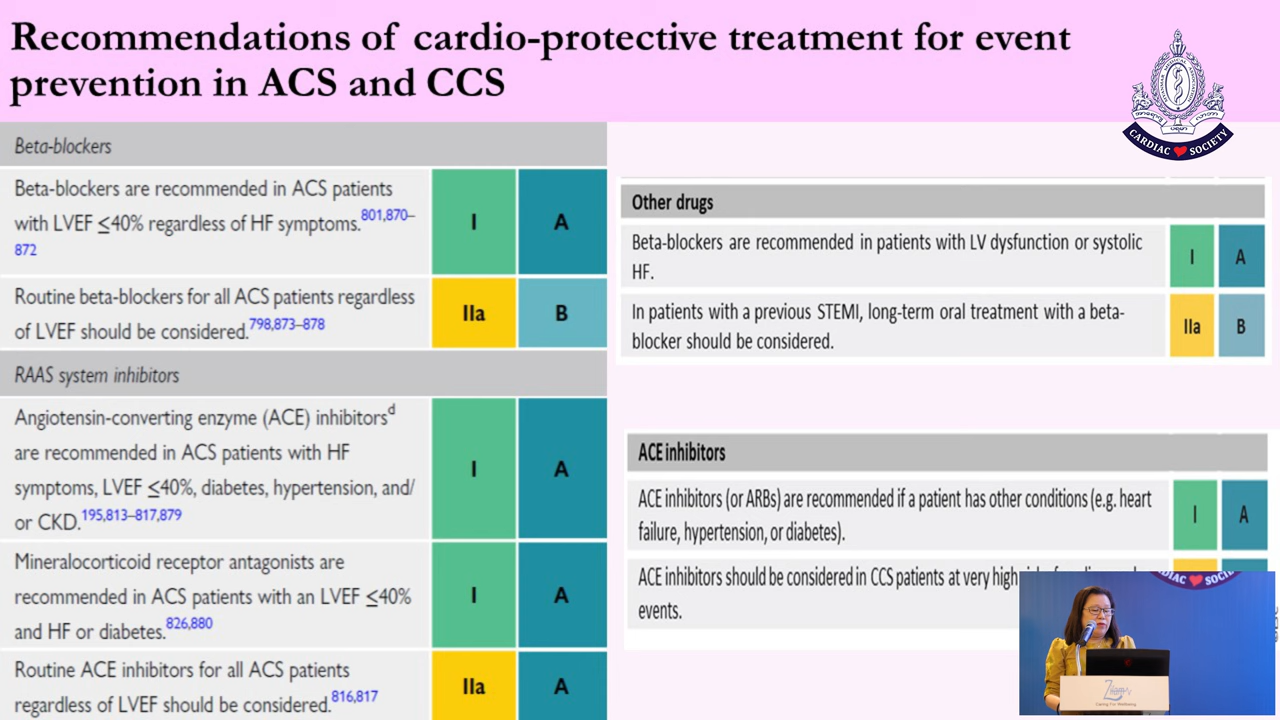 Recommendations of cardio-protective treatment for event
prevention in ACS and CCS
CARDIAC SOCIETY
Beta-blockers
Beta-blockers are recommended in ACS patients
with LVEF ≤40% regardless of HF symptoms.801,870–
872
I
A
Routine beta-blockers for all ACS patients regardless
of LVEF should be considered.798,873–878
IIa
B
RAAS system inhibitors
Angiotensin-converting enzyme (ACE) inhibitorsd
are recommended in ACS patients with HF
symptoms, LVEF ≤40%, diabetes, hypertension, and/
or CKD.195,813–817,879
I
A
Mineralocorticoid receptor antagonists are
recommended in ACS patients with an LVEF ≤40%
and HF or diabetes.826,880
I
A
Routine ACE inhibitors for all ACS patients
regardless of LVEF should be considered.816,817
IIa
A
Other drugs
Beta-blockers are recommended in patients with LV dysfunction or systolic
HF.
I
A
In patients with a previous STEMI, long-term oral treatment with a beta-
blocker should be considered.
IIa
B
ACE inhibitors
ACE inhibitors (or ARBs) are recommended if a patient has other conditions (e.g. heart
failure, hypertension, or diabetes).
I
A
ACE inhibitors should be considered in CCS patients at very high
events.
Caring For Wellbeing